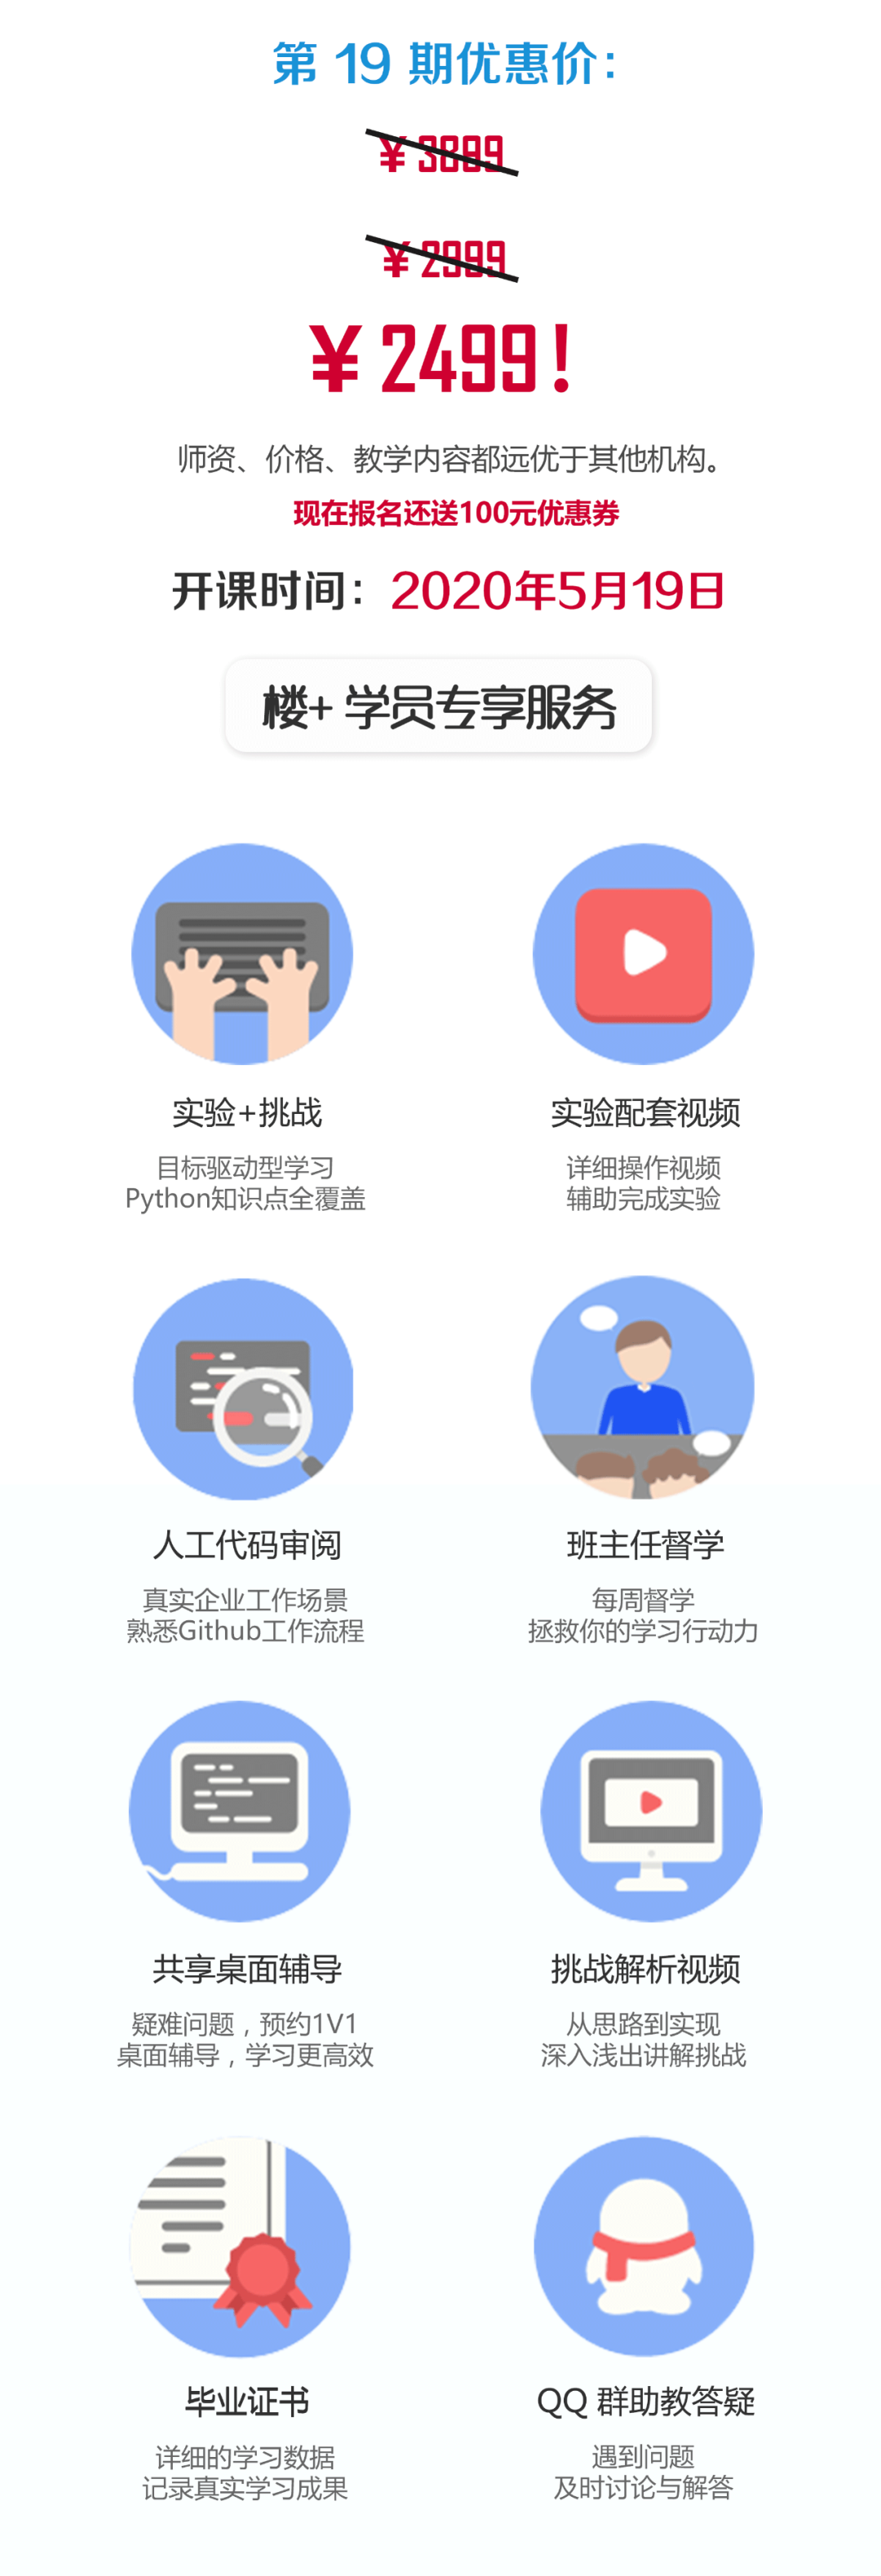 第 19 期优惠价：
￥3889
￥2999
￥2499！
师资、价格、教学内容都远优于其他机构。
现在报名还送100元优惠券
开课时间：2020年5月19日
楼+ 学员专享服务
实验+挑战
目标驱动型学习
Python知识点全覆盖
实验配套视频
详细操作视频
辅助完成实验
人工代码审阅
真实企业工作场景
熟悉Github工作流程
班主任督学
每周督学
拯救你的学习行动力
共享桌面辅导
疑难问题，预约1V1
桌面辅导，学习更高效
挑战解析视频
从思路到实现
深入浅出讲解挑战
毕业证书
详细的学习数据
记录真实学习成果
QQ 群助教答疑
遇到问题
及时讨论与解答